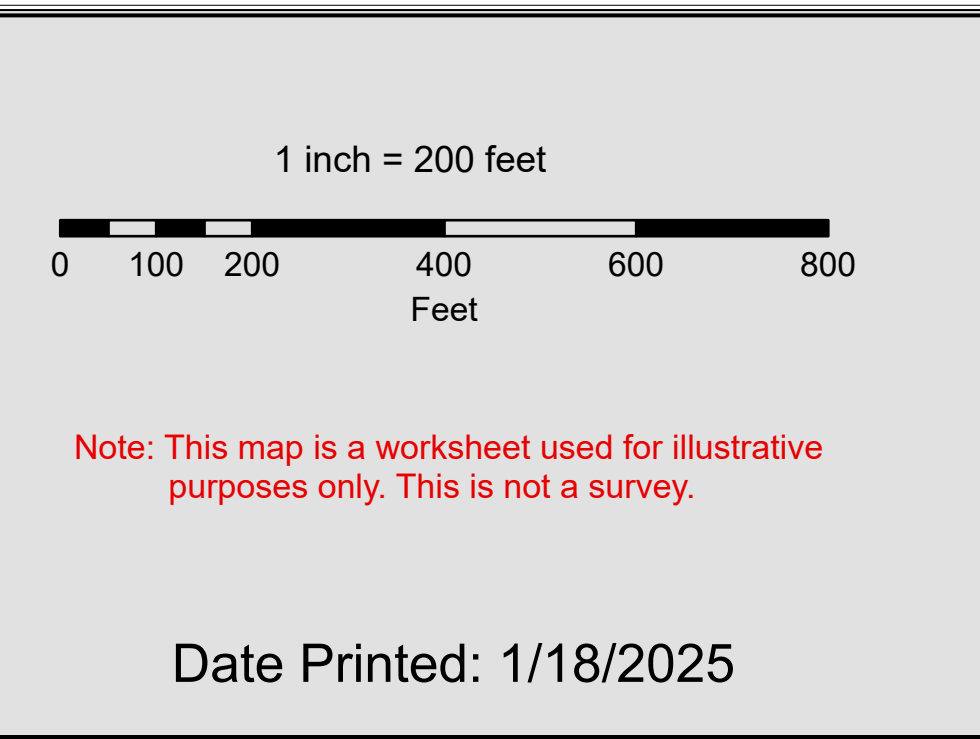 1 inch = 200 feet
0 100 200 400 600 800
Feet
Note: This map is a worksheet used for illustrative
purposes only. This is not a survey.
Date Printed: 1/18/2025